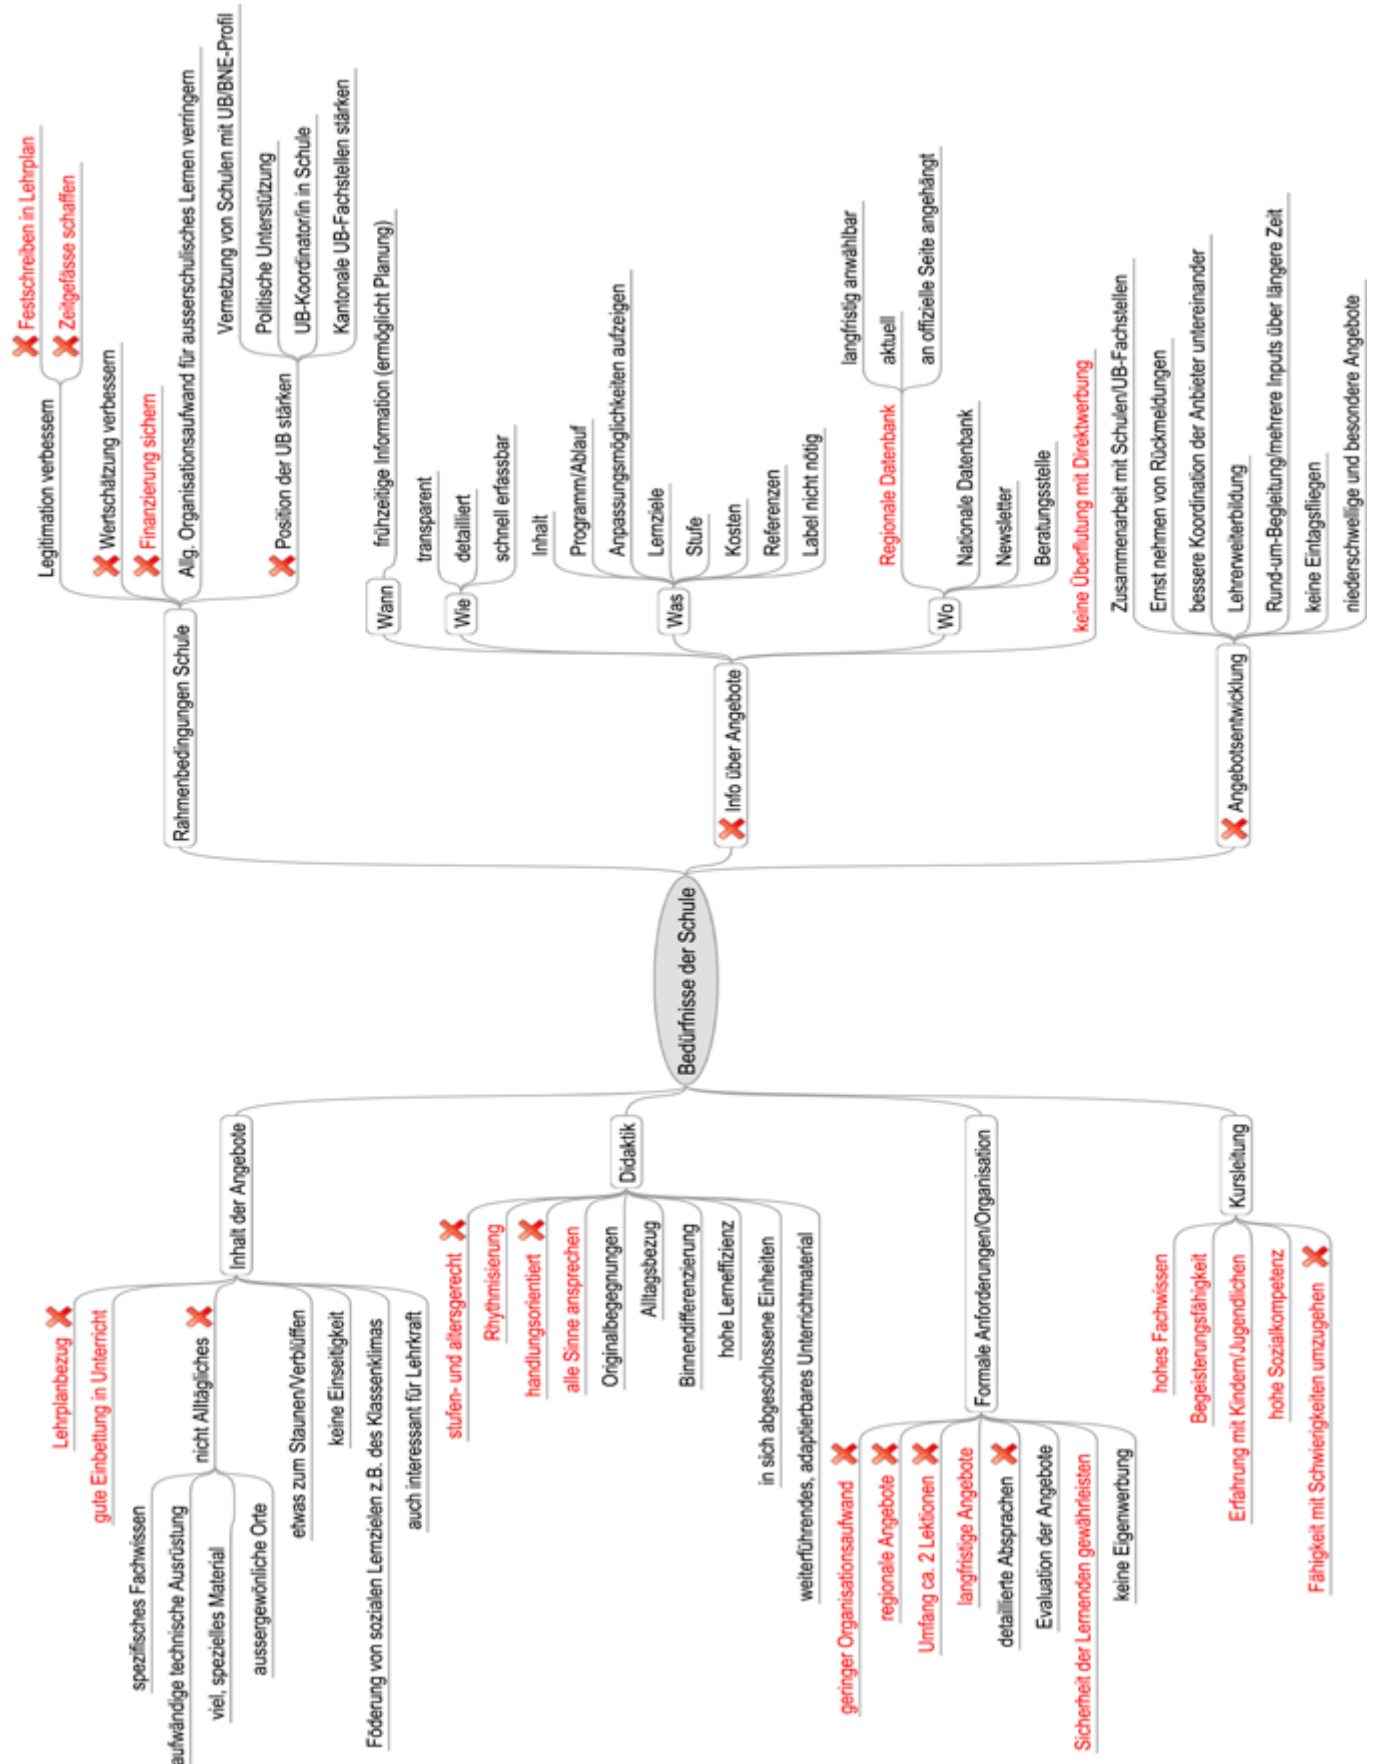 Bedürfnisse der Schule
Inhalt der Angebote
Lehrplanbezug
gute Einbettung in Unterricht
nicht Alltägliches
spezifisches Fachwissen
aufwändige technische Ausrüstung
viel, spezielles Material
aussergewönliche Orte
etwas zum Staunen/Verblüffen
keine Einseitigkeit
Föderung von sozialen Lernzielen z.B. des Klassenklimas
auch interessant für Lehrkraft
Didaktik
stufen- und altersgerecht
Rhythmisierung
handlungsorientiert
alle Sinne ansprechen
Originalbegegnungen
Alltagsbezug
Binnendifferenzierung
hohe Lerneffizienz
in sich abgeschlossene Einheiten
weiterführendes, adaptierbares Unterrichtmaterial
Formale Anforderungen/Organisation
geringer Organisationsaufwand
regionale Angebote
Umfang ca. 2 Lektionen
langfristige Angebote
detaillierte Absprachen
Evaluation der Angebote
Sicherheit der Lernenden gewährleisten
keine Eigenwerbung
Kursleitung
hohes Fachwissen
Begeisterungsfähigkeit
Erfahrung mit Kindern/Jugendlichen
hohe Sozialkompetenz
Fähigkeit mit Schwierigkeiten umzugehen
Rahmenbedingungen Schule
Legitimation verbessern
Festschreiben in Lehrplan
Zeitgefässe schaffen
Wertschätzung verbessern
Finanzierung sichern
Allg. Organisationsaufwand für ausserschulisches Lernen verringern
Position der UB stärken
Vernetzung von Schulen mit UB/BNE-Profil
Politische Unterstützung
UB-Koordinator/in in Schule
Kantonale UB-Fachstellen stärken
Info über Angebote
Wann
frühzeitige Information (ermöglicht Planung)
Wie
transparent
detailliert
schnell erfassbar
Was
Inhalt
Programm/Ablauf
Anpassungsmöglichkeiten aufzeigen
Lernziele
Stufe
Kosten
Referenzen
Label nicht nötig
Wo
Regionale Datenbank
langfristig anwählbar
aktuell
an offizielle Seite angehängt
Nationale Datenbank
Newsletter
Beratungsstelle
keine Überflutung mit Direktwerbung
Angebotsentwicklung
Zusammenarbeit mit Schulen/UB-Fachstellen
Ernst nehmen von Rückmeldungen
bessere Koordination der Anbieter untereinander
Lehrerweiterbildung
Rund-um-Begleitung/mehrere Inputs über längere Zeit
keine Eintagsfliegen
niederschwellige und besondere Angebote